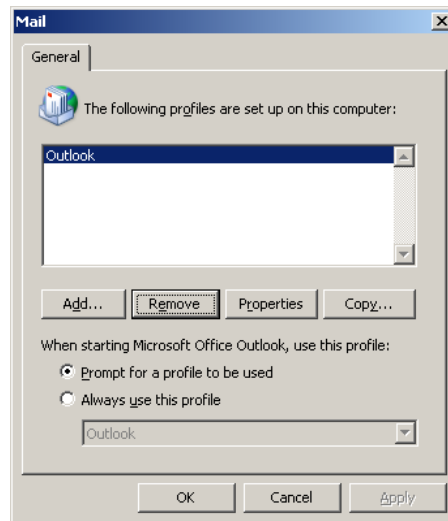 Mail
General
The following profiles are set up on this computer:
Outlook
Add... Remove Properties Copy...
When starting Microsoft Office Outlook, use this profile:
Prompt for a profile to be used
Always use this profile
Outlook
OK Cancel Apply